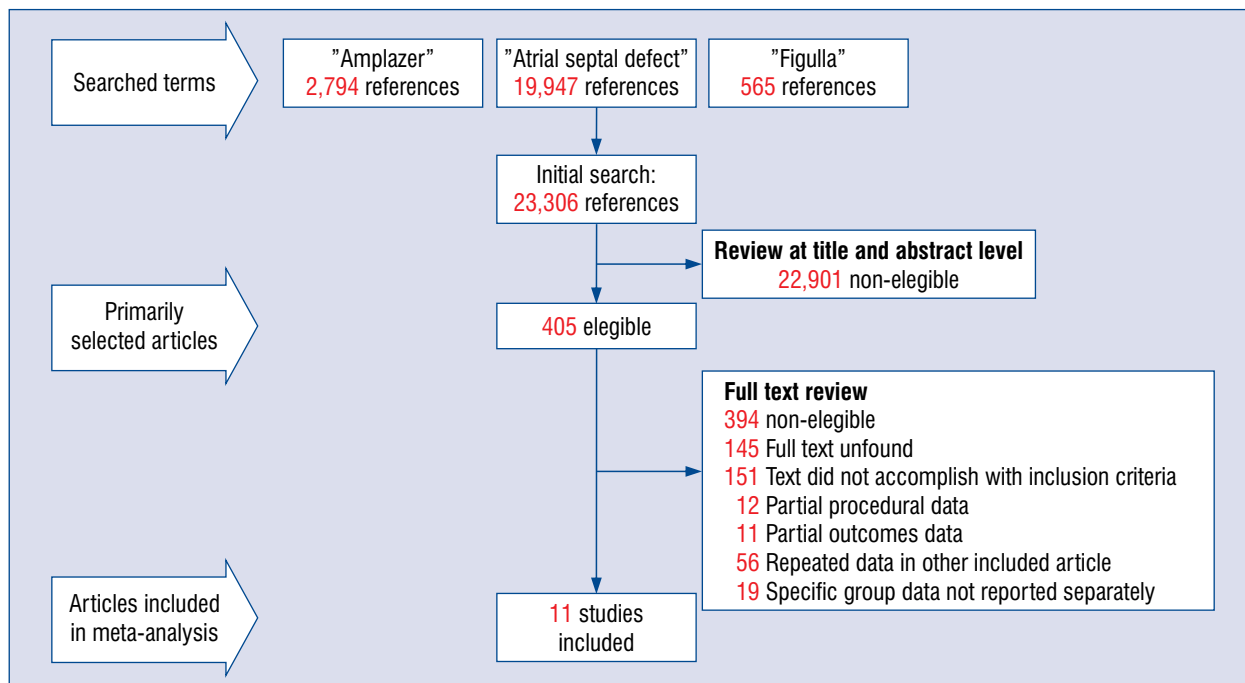 Searched terms
"Amplazer"
2,794 references
"Atrial septal defect"
19,947 references
"Figulla"
565 references
Initial search:
23,306 references
Review at title and abstract level
22,901 non-elegible
Primarily
selected articles
405 elegible
Full text review
394 non-elegible
145 Full text unfound
151 Text did not accomplish with inclusion criteria
12 Partial procedural data
11 Partial outcomes data
56 Repeated data in other included article
19 Specific group data not reported separately
Articles included
in meta-analysis
11 studies
included